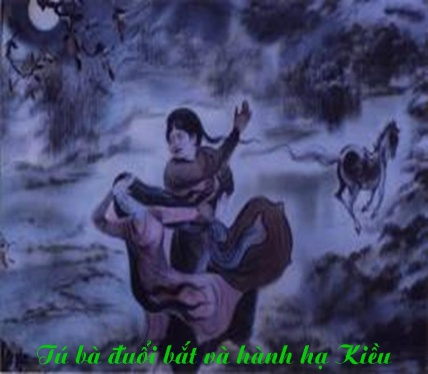 Tú bà đuổi bắt và hành hạ Kiều